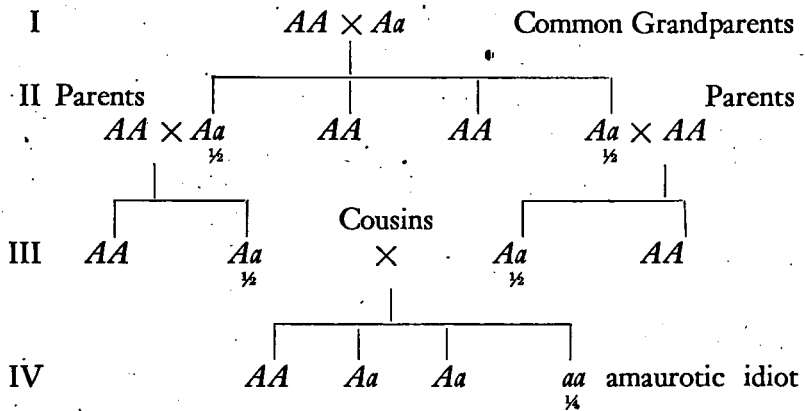 I AA × Aa Common Grandparents
II Parents Parents
AA × Aa AA AA Aa × AA
½ ½
Cousins
III AA Aa × Aa AA
½ ½
IV AA Aa Aa aa amaurotic idiot
¼